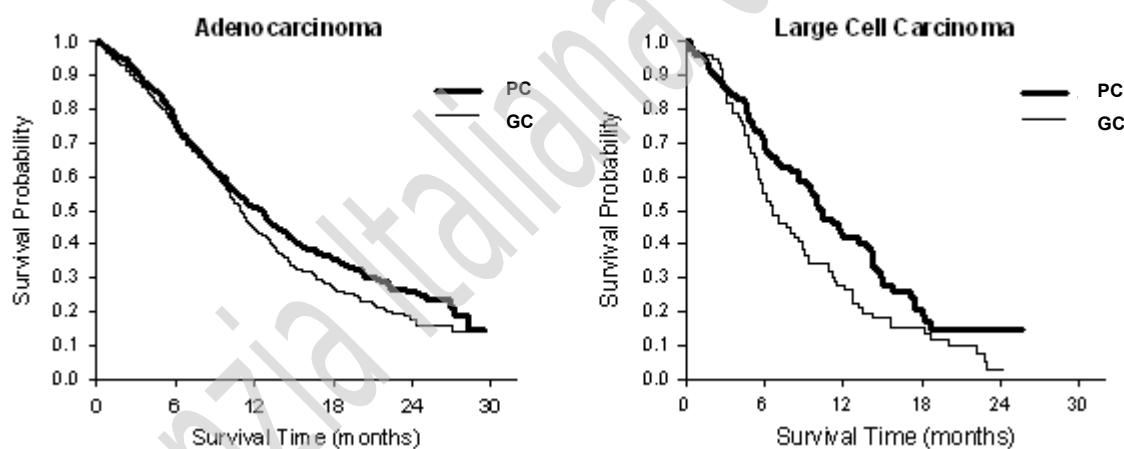 Adenocarcinoma
1.0
0.9
0.8
0.7
0.6
0.5
0.4
0.3
0.2
0.1
0.0
Survival Probability
PC
GC
0 6 12 18 24 30
Survival Time (months)
Large Cell Carcinoma
1.0
0.9
0.8
0.7
0.6
0.5
0.4
0.3
0.2
0.1
0.0
Survival Probability
PC
GC
0 6 12 18 24 30
Survival Time (months)
nzia Italiana